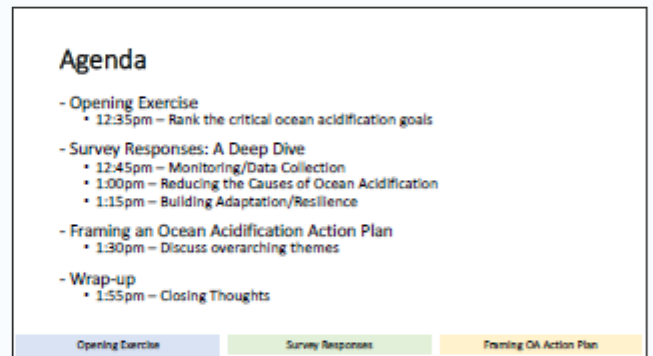 Agenda
- Opening Exercise
• 12:35pm – Rank the critical ocean acidification goals
- Survey Responses: A Deep Dive
• 12:45pm – Monitoring/Data Collection
• 1:00pm – Reducing the Causes of Ocean Acidification
• 1:15pm – Building Adaptation/Resilience
- Framing an Ocean Acidification Action Plan
• 1:30pm – Discuss overarching themes
- Wrap-up
• 1:55pm – Closing Thoughts
Opening Exercise Survey Responses Framing OA Action Plan